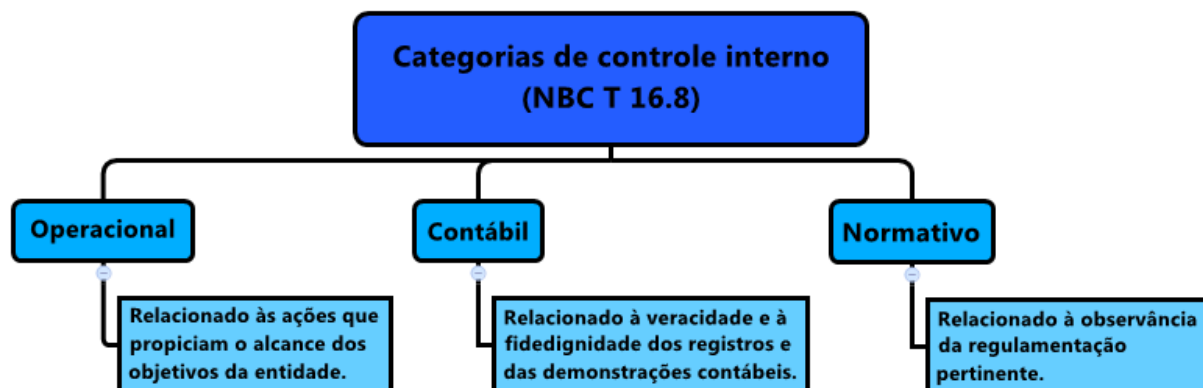 Categorias de controle interno
(NBC T 16.8)
Operacional
Contábil
Normativo
Relacionado às ações que
propiciam o alcance dos
objetivos da entidade.
Relacionado à veracidade e à
fidedignidade dos registros e
das demonstrações contábeis.
Relacionado à observância
da regulamentação
pertinente.